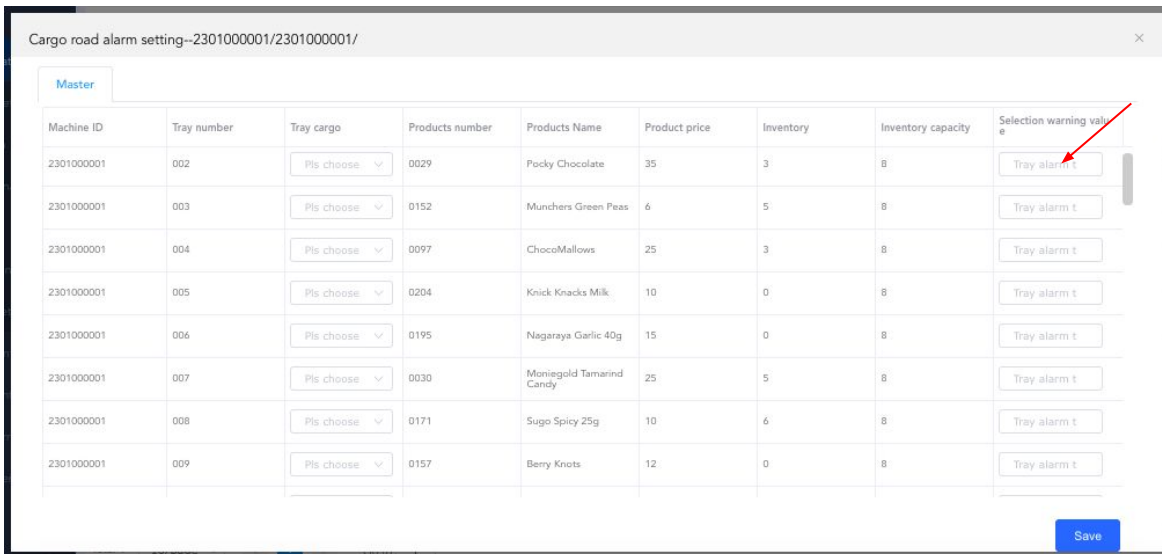 Cargo road alarm setting--2301000001/2301000001/
Master
Machine ID Tray number Tray cargo Products number Products Name Product price Inventory Inventory capacity Selection warning valu
e
2301000001 002 Pls choose 0029 Pocky Chocolate 35 3 8 Tray alarm t
2301000001 003 Pls choose 0152 Munchers Green Peas 6 5 8 Tray alarm t
2301000001 004 Pls choose 0097 ChocoMallows 25 3 8 Tray alarm t
2301000001 005 Pls choose 0204 Knick Knacks Milk 10 0 8 Tray alarm t
2301000001 006 Pls choose 0195 Nagaraya Garlic 40g 15 0 8 Tray alarm t
2301000001 007 Pls choose 0030 Moniegold Tamarind
Candy 25 5 8 Tray alarm t
2301000001 008 Pls choose 0171 Sugo Spicy 25g 10 6 8 Tray alarm t
2301000001 009 Pls choose 0157 Berry Knots 12 0 8 Tray alarm t
Save